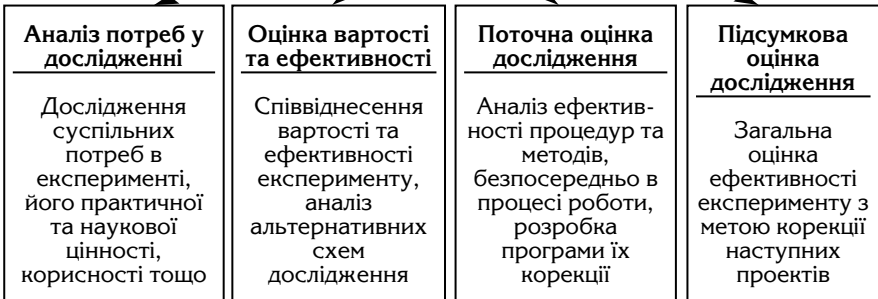 Аналіз потреб у
дослідженні
Дослідження
суспільних
потреб в
експерименті,
його практичної
та наукової
цінності,
корисності тощо
Оцінка вартості
та ефективності
Співвіднесення
вартості та
ефективності
експерименту,
аналіз
альтернативних
схем
дослідження
Поточна оцінка
дослідження
Аналіз ефектив-
ності процедур та
методів,
безпосередньо в
процесі роботи,
розробка
програми їх
корекції
Підсумкова
оцінка
дослідження
Загальна
оцінка
ефективності
експерименту з
метою корекції
наступних
проектів